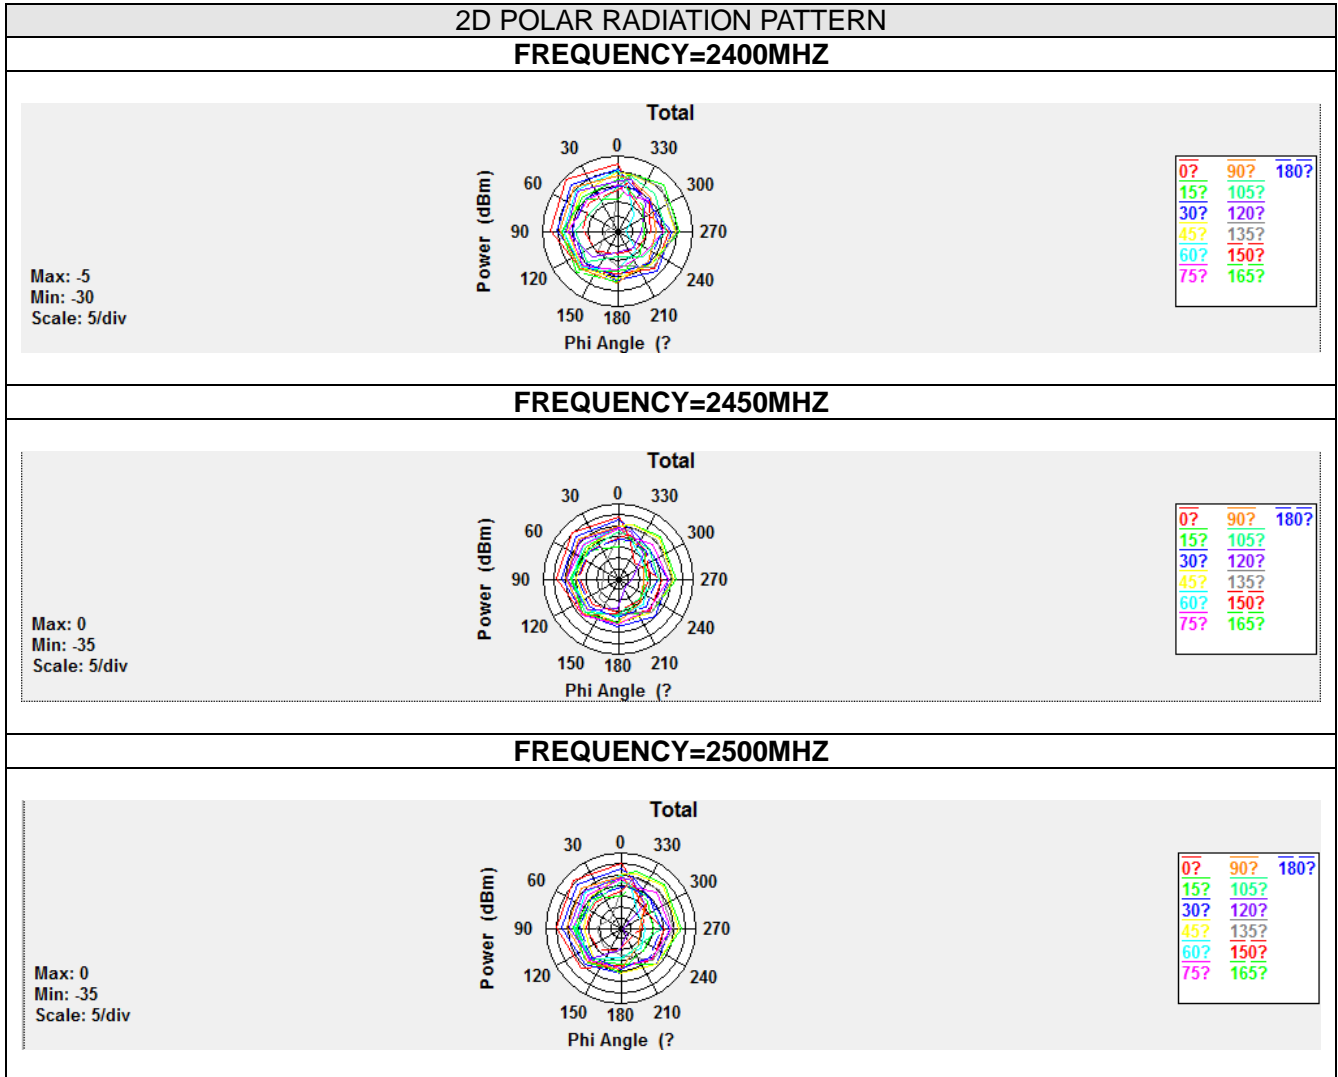 2D POLAR RADIATION PATTERN
FREQUENCY=2400MHZ
Total
30 0 330
60 300
90 270
120 240
150 180 210
Power (dBm)
Phi Angle (?
Max: -5
Min: -30
Scale: 5/div
0? 90? 180?
15? 105?
30? 120?
45? 135?
60? 150?
75? 165?
FREQUENCY=2450MHZ
Total
30 0 330
60 300
90 270
120 240
150 180 210
Power (dBm)
Phi Angle (?
Max: 0
Min: -35
Scale: 5/div
0? 90? 180?
15? 105?
30? 120?
45? 135?
60? 150?
75? 165?
FREQUENCY=2500MHZ
Total
30 0 330
60 300
90 270
120 240
150 180 210
Power (dBm)
Phi Angle (?
Max: 0
Min: -35
Scale: 5/div
0? 90? 180?
15? 105?
30? 120?
45? 135?
60? 150?
75? 165?